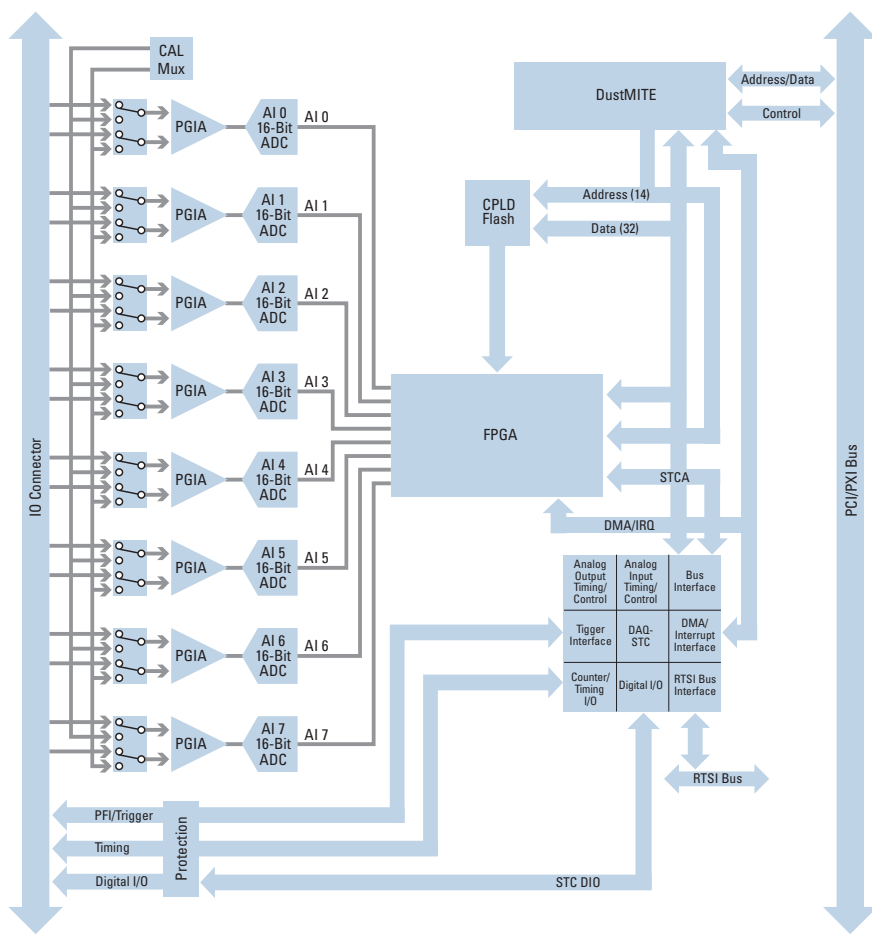 CAL
Mux
DustMITE
Address/Data
Control
PGIA
AI 0
16-Bit
ADC
AI 0
PGIA
AI 1
16-Bit
ADC
AI 1
CPLD
Flash
Address (14)
Data (32)
PGIA
AI 2
16-Bit
ADC
AI 2
PGIA
AI 3
16-Bit
ADC
AI 3
FPGA
IO Connector
PCI/PXI Bus
PGIA
AI 4
16-Bit
ADC
AI 4
STCA
DMA/IRQ
PGIA
AI 5
16-Bit
ADC
AI 5
Analog
Output
Timing/
Control
Analog
Input
Timing/
Control
Bus
Interface
PGIA
AI 6
16-Bit
ADC
AI 6
Tigger
Interface
DAQ-
STC
DMA/
Interrupt
Interface
Counter/
Timing
I/O
Digital I/O
RTSI Bus
Interface
PGIA
AI 7
16-Bit
ADC
AI 7
RTSI Bus
PFI/Trigger
Timing
Digital I/O
Protection
STC DIO